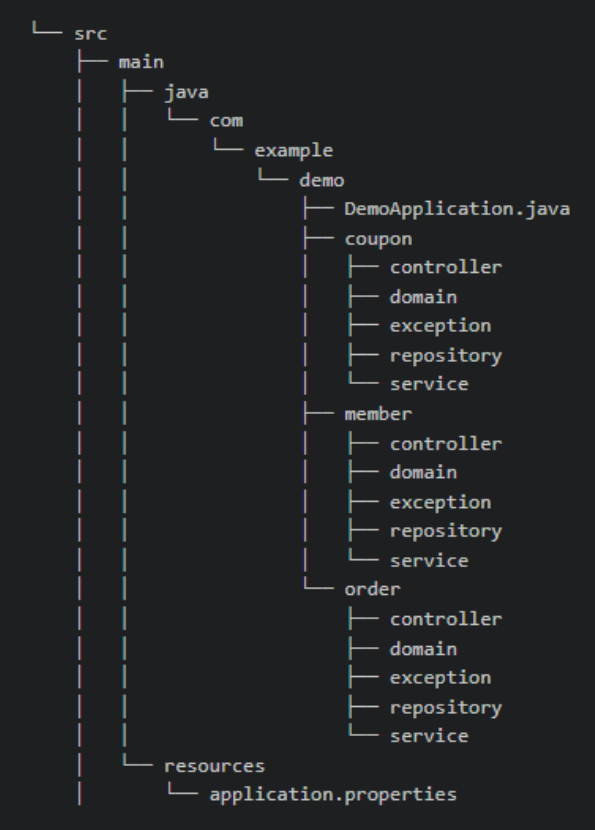 └── src
    ├── main
    │   ├── java
    │   │   └── com
    │   │       └── example
    │   │           └── demo
    │   │               ├── DemoApplication.java
    │   │               ├── coupon
    │   │               │   ├── controller
    │   │               │   ├── domain
    │   │               │   ├── exception
    │   │               │   ├── repository
    │   │               │   └── service
    │   │               ├── member
    │   │               │   ├── controller
    │   │               │   ├── domain
    │   │               │   ├── exception
    │   │               │   ├── repository
    │   │               │   └── service
    │   │               └── order
    │   │                   ├── controller
    │   │                   ├── domain
    │   │                   ├── exception
    │   │                   ├── repository
    │   │                   └── service
    │   └── resources
    │       └── application.properties